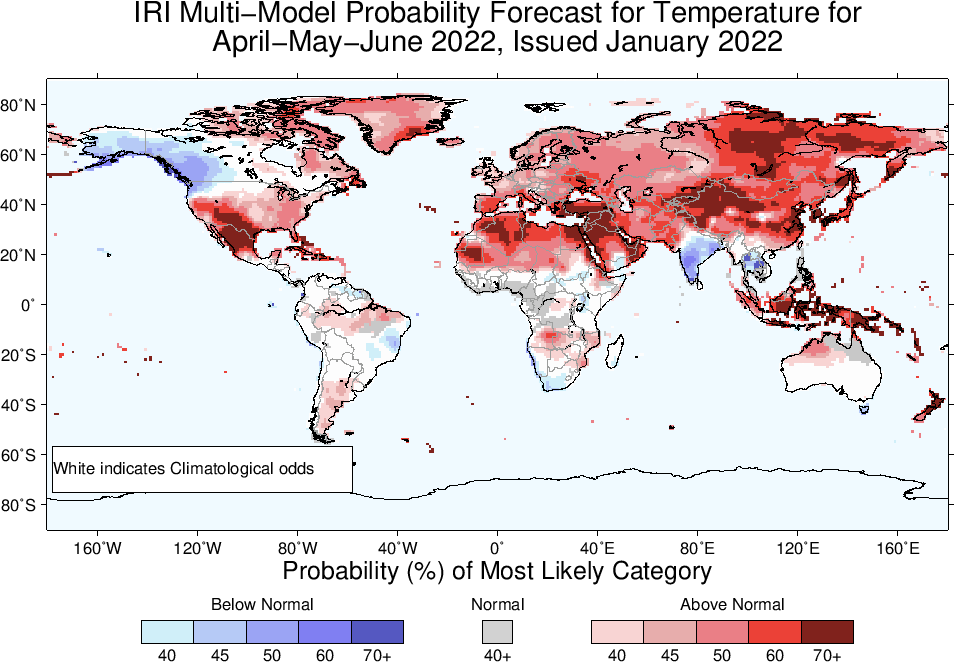 IRI Multi−Model Probability Forecast for Temperature for
April−May−June 2022, Issued January 2022
80˚N
60˚N
40˚N
20˚N
0˚
20˚S
40˚S
60˚S
80˚S
White indicates Climatological odds
160˚W 120˚W 80˚W 40˚W 0˚ 40˚E 80˚E 120˚E 160˚E
Probability (%) of Most Likely Category
Below Normal Normal Above Normal
40 45 50 60 70+ 40+ 40 45 50 60 70+